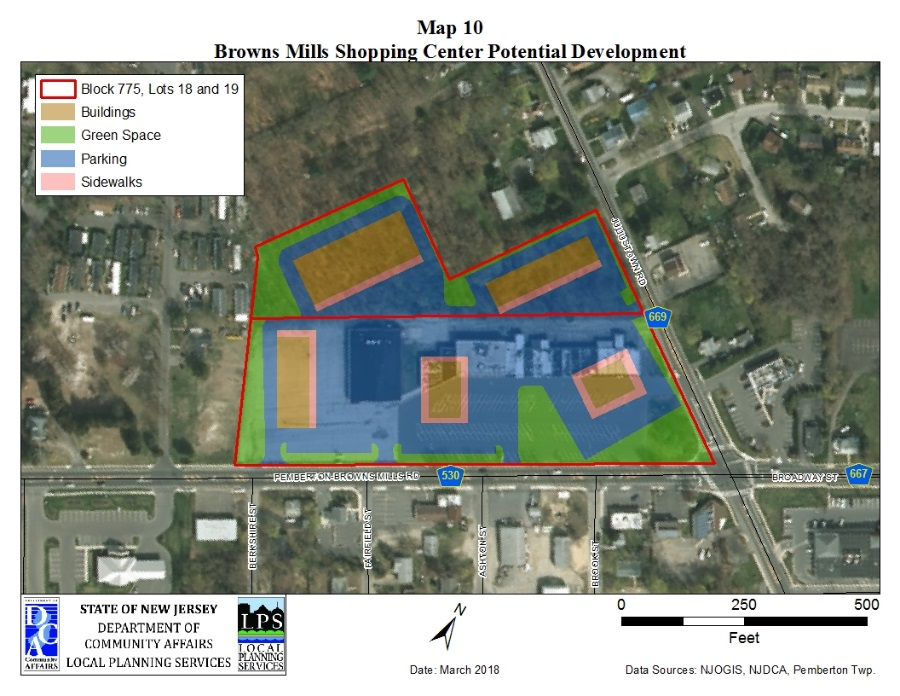 Map 10
Browns Mills Shopping Center Potential Development
Block 775, Lots 18 and 19
Buildings
Green Space
Parking
Sidewalks
JULIUSTOWN RD
669
PEMBERTON-BROWNS MILLS RD
530
BROADWAY ST
667
BERKSHIRE ST
FAIRFIELD ST
ASHTON ST
BROOK ST
DCA
Community
AFFAIRS
STATE OF NEW JERSEY
DEPARTMENT OF
COMMUNITY AFFAIRS
LOCAL PLANNING SERVICES
LPS
LOCAL
PLANNING
SERVICES
N
Date: March 2018
0 250 500
Feet
Data Sources: NJOGIS, NJDCA, Pemberton Twp.